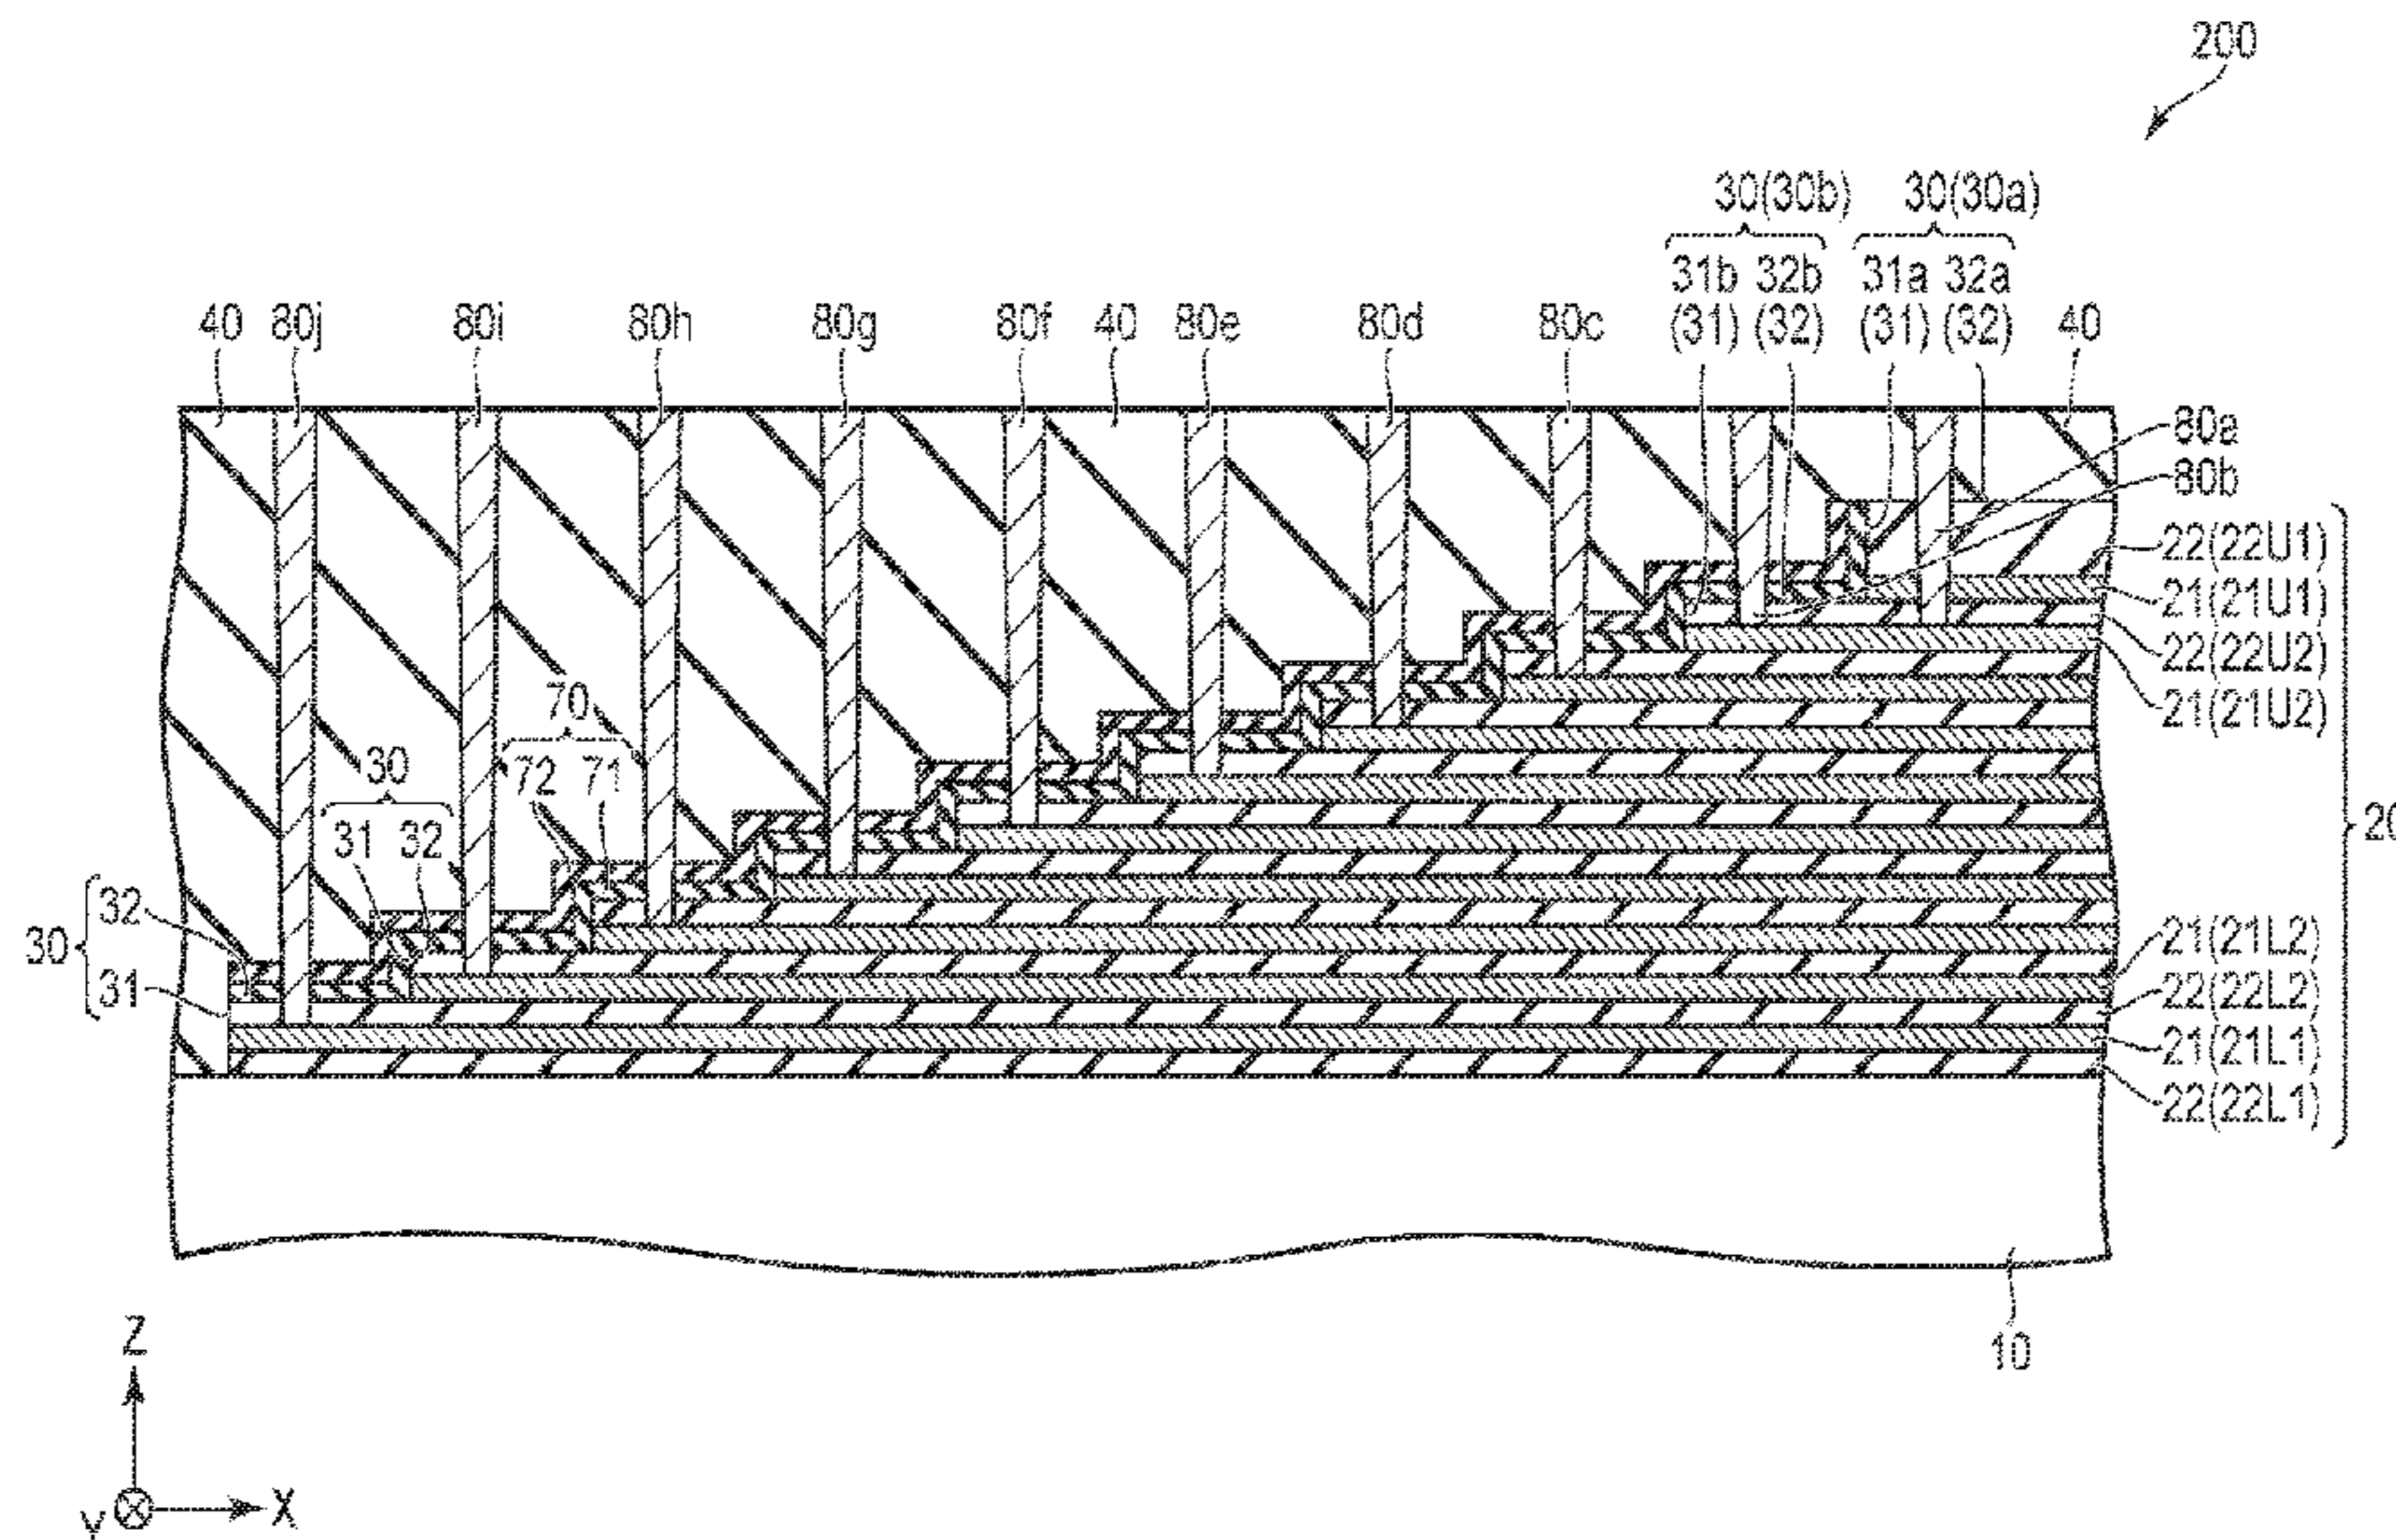 200
30(30b) 30(30a)
31b 32b 31a 32a
40 80j 80i 80h 80g 80f 40 80e 80d 80c (31) (32) (31) (32) 40
80a
80b
22(22U1)
21(21U1)
22(22U2)
21(21U2)
20
70
72 71
30
31 32
30
32
31
21(21L2)
22(22L2)
21(21L1)
22(22L1)
10
Z
Y X